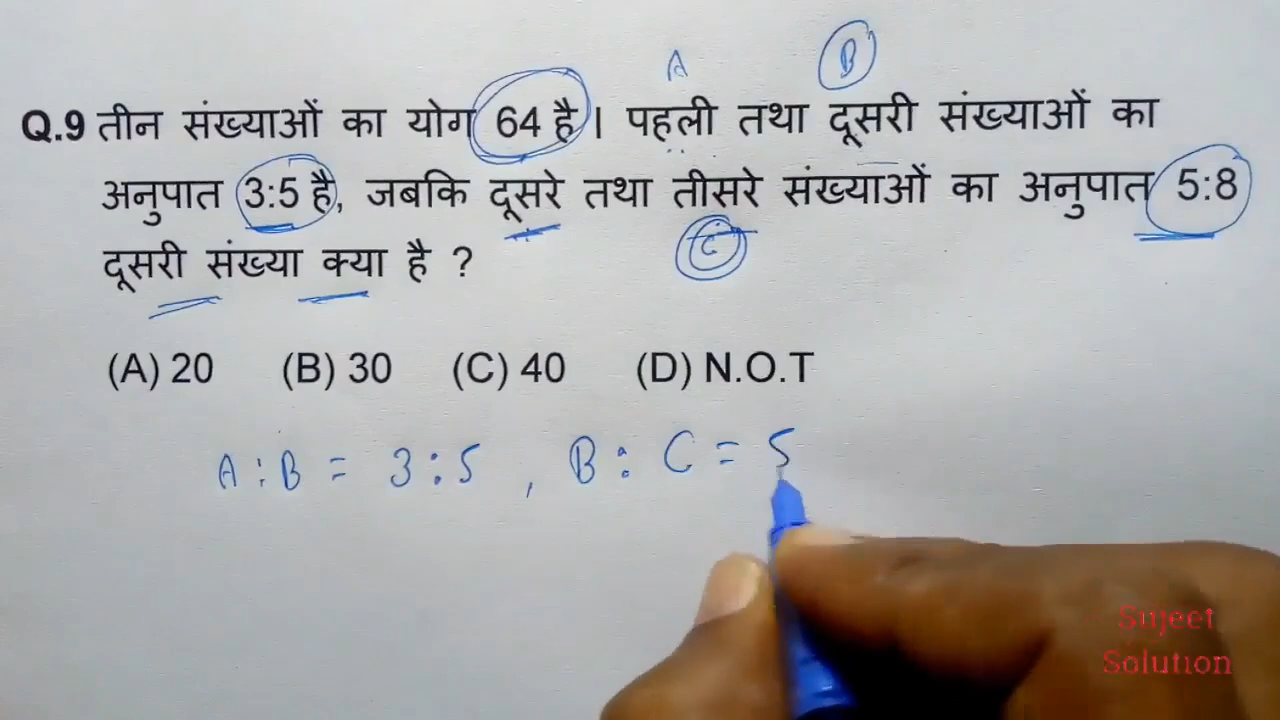 A B
Q.9 तीन संख्याओं का योग 64 है । पहली तथा दूसरी संख्याओं का
अनुपात 3:5 है, जबकि दूसरे तथा तीसरे संख्याओं का अनुपात 5:8
C
दूसरी संख्या क्या है ?
(A) 20 (B) 30 (C) 40 (D) N.O.T
A : B = 3 : 5 , B : C = 5
Sujeet
Solution